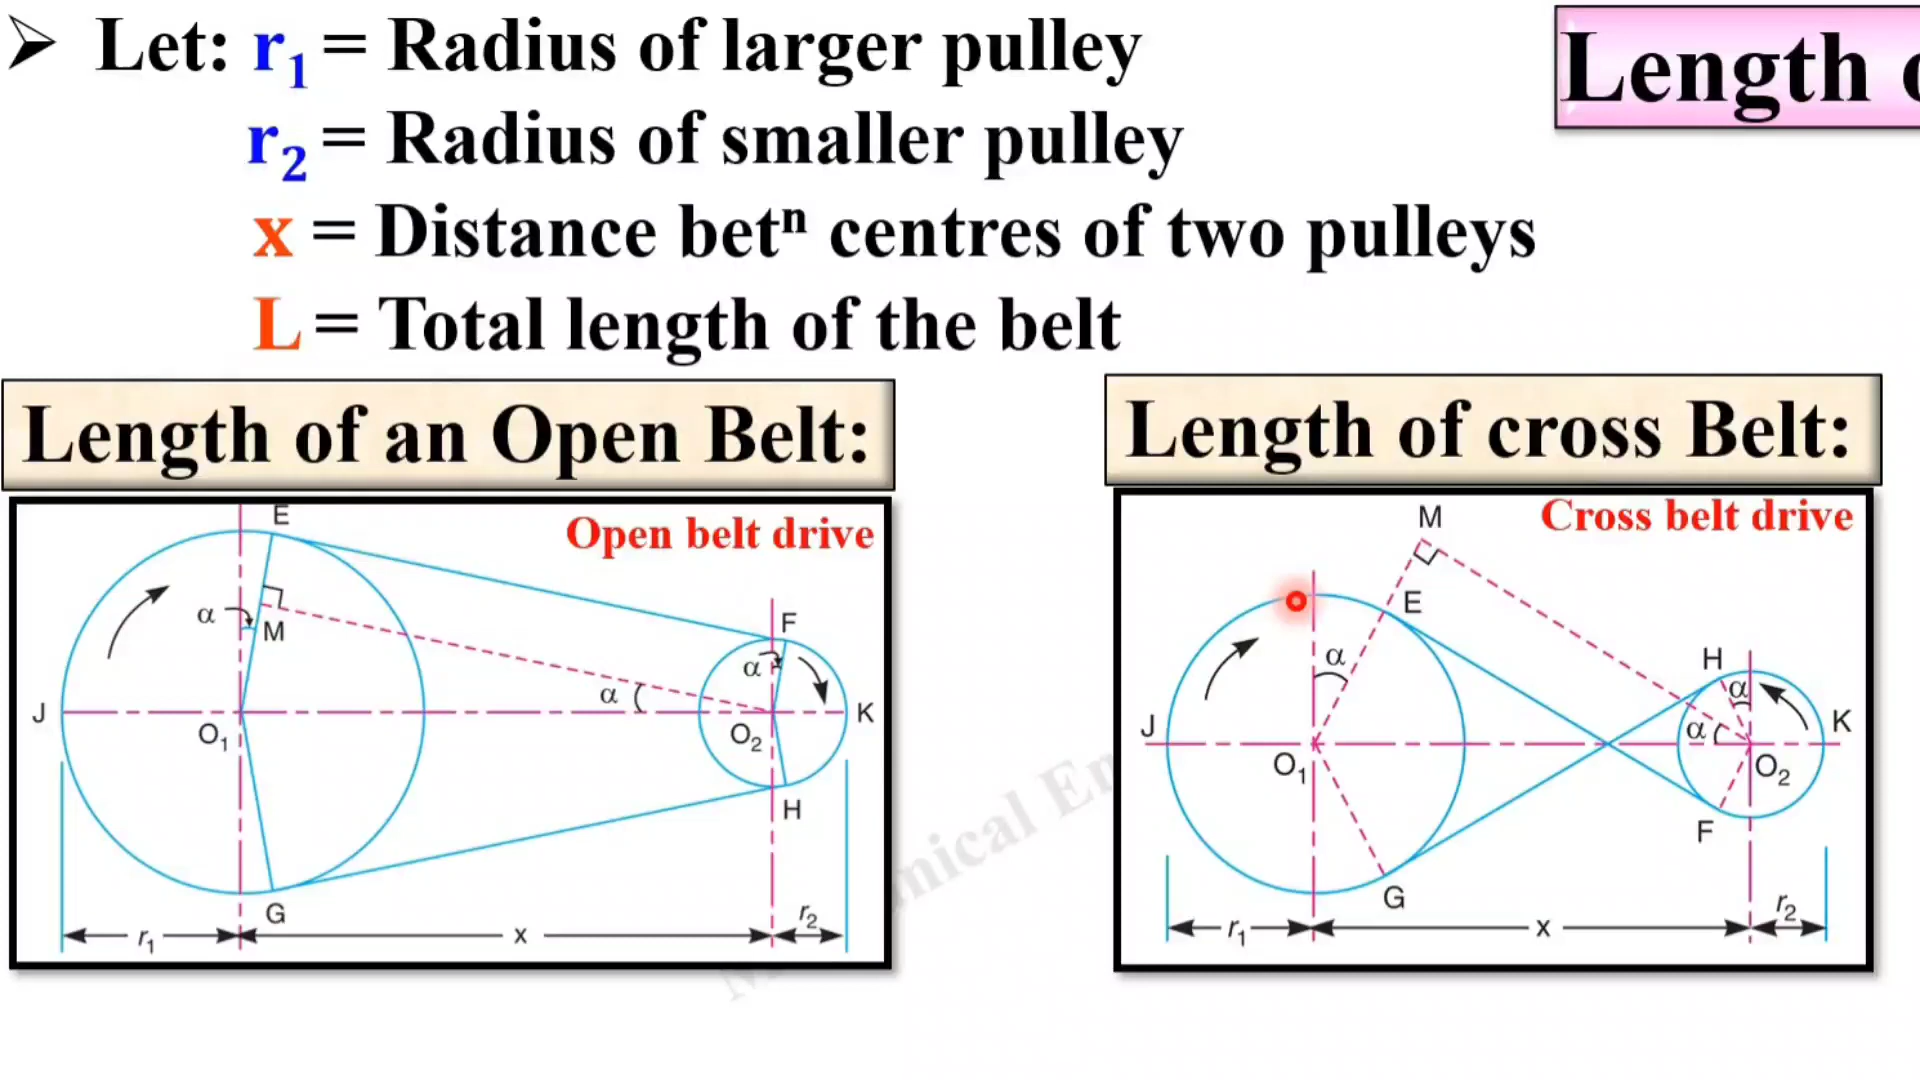 ➢ Let: r₁ = Radius of larger pulley
r₂ = Radius of smaller pulley
x = Distance betⁿ centres of two pulleys
L = Total length of the belt
Length
Length of an Open Belt:
Length of cross Belt:
Open belt drive
E
F
α
M
α
α
J
O₁
O₂
K
H
G
r₁
x
r₂
Cross belt drive
M
E
H
α
α
α
J
K
O₁
O₂
F
G
r₁
x
r₂